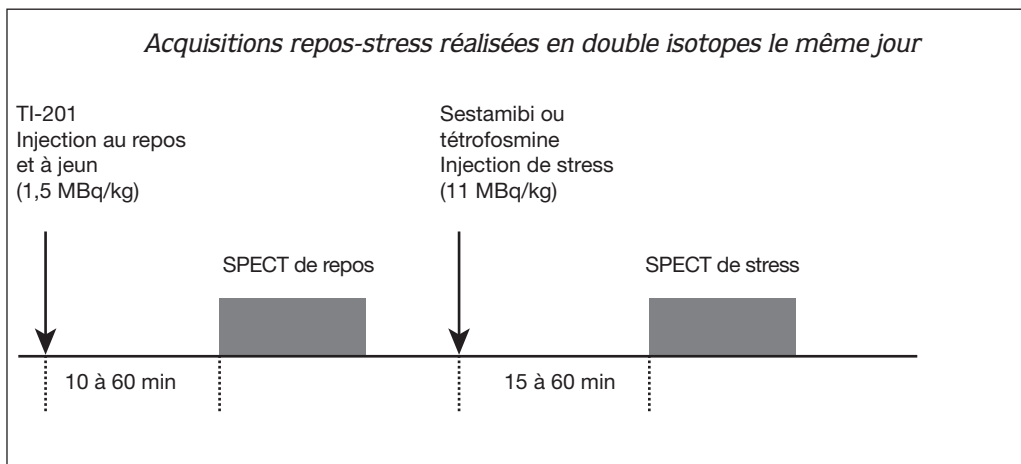 Acquisitions repos-stress réalisées en double isotopes le même jour
TI-201
Injection au repos
et à jeun
(1,5 MBq/kg)
Sestamibi ou
tétrofosmine
Injection de stress
(11 MBq/kg)
SPECT de repos
SPECT de stress
10 à 60 min
15 à 60 min